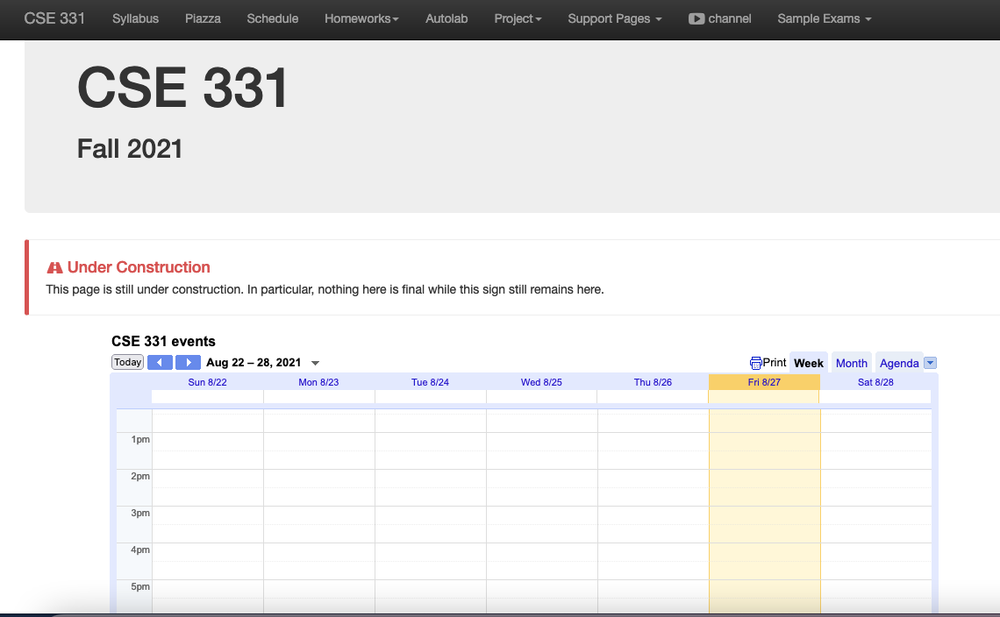 CSE 331 Syllabus Piazza Schedule Homeworks Autolab Project Support Pages channel Sample Exams
CSE 331
Fall 2021
Under Construction
This page is still under construction. In particular, nothing here is final while this sign still remains here.
CSE 331 events
Today Aug 22 – 28, 2021 Print Week Month Agenda
Sun 8/22 Mon 8/23 Tue 8/24 Wed 8/25 Thu 8/26 Fri 8/27 Sat 8/28
1pm
2pm
3pm
4pm
5pm